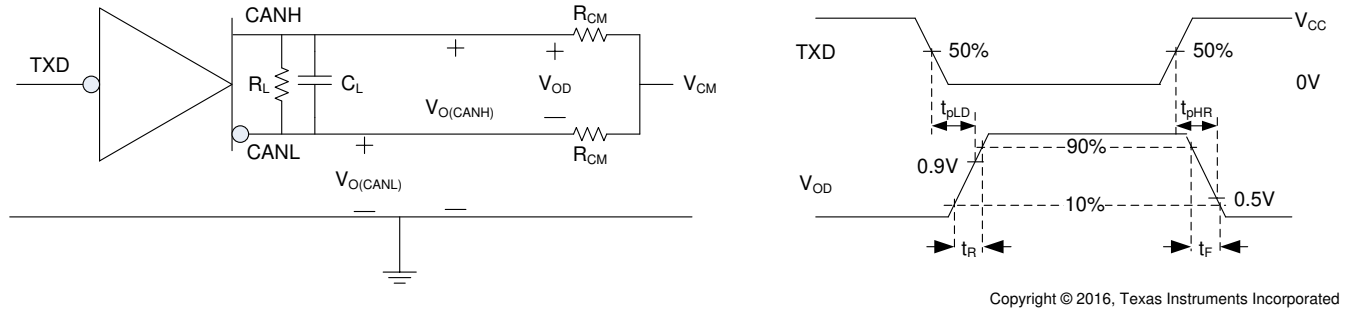 CANH
TXD
R_L
C_L
CANL
V_O(CANH)
V_O(CANL)
V_OD
R_CM
R_CM
V_CM
TXD
50%
50%
V_CC
0V
t_pLD
t_pHR
0.9V
90%
V_OD
10%
0.5V
t_R
t_F
Copyright © 2016, Texas Instruments Incorporated